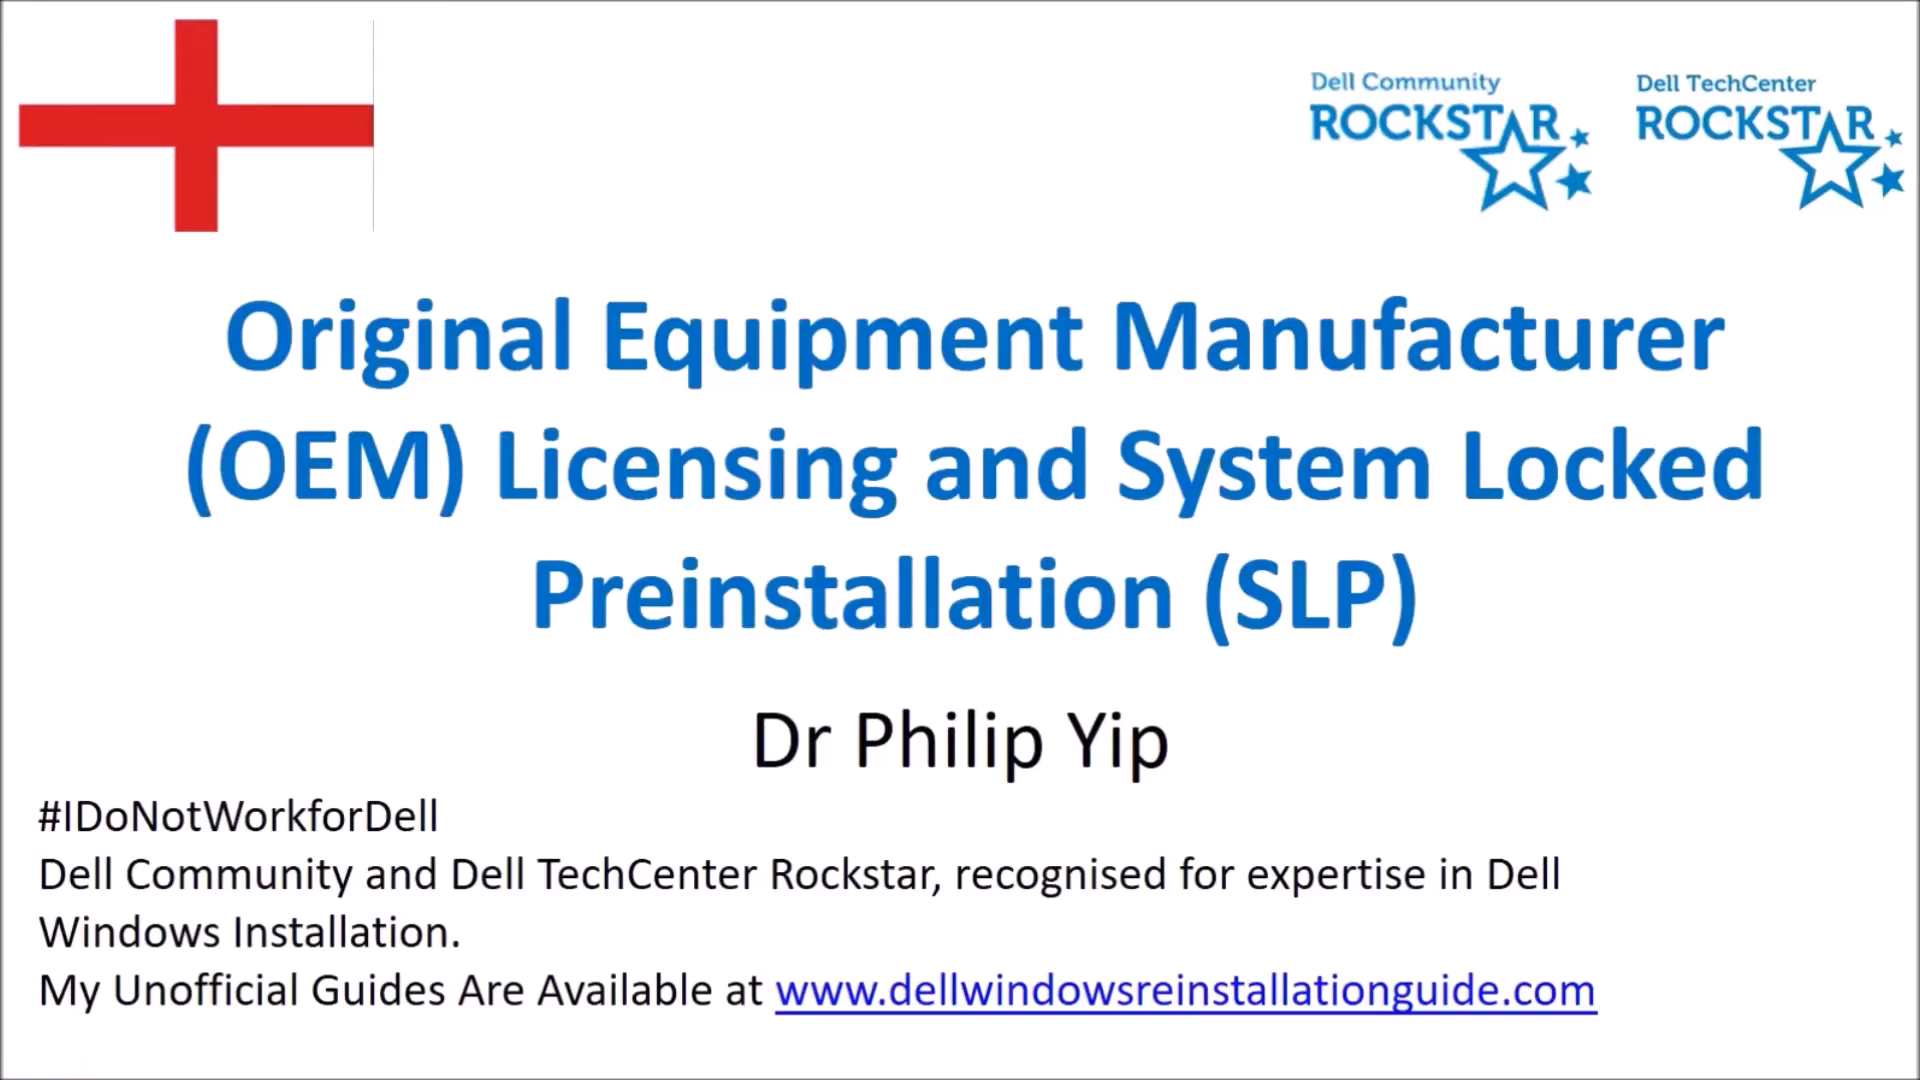 Dell Community
ROCKSTAR
Dell TechCenter
ROCKSTAR
Original Equipment Manufacturer
(OEM) Licensing and System Locked
Preinstallation (SLP)
Dr Philip Yip
#IDoNotWorkforDell
Dell Community and Dell TechCenter Rockstar, recognised for expertise in Dell
Windows Installation.
My Unofficial Guides Are Available at www.dellwindowsreinstallationguide.com